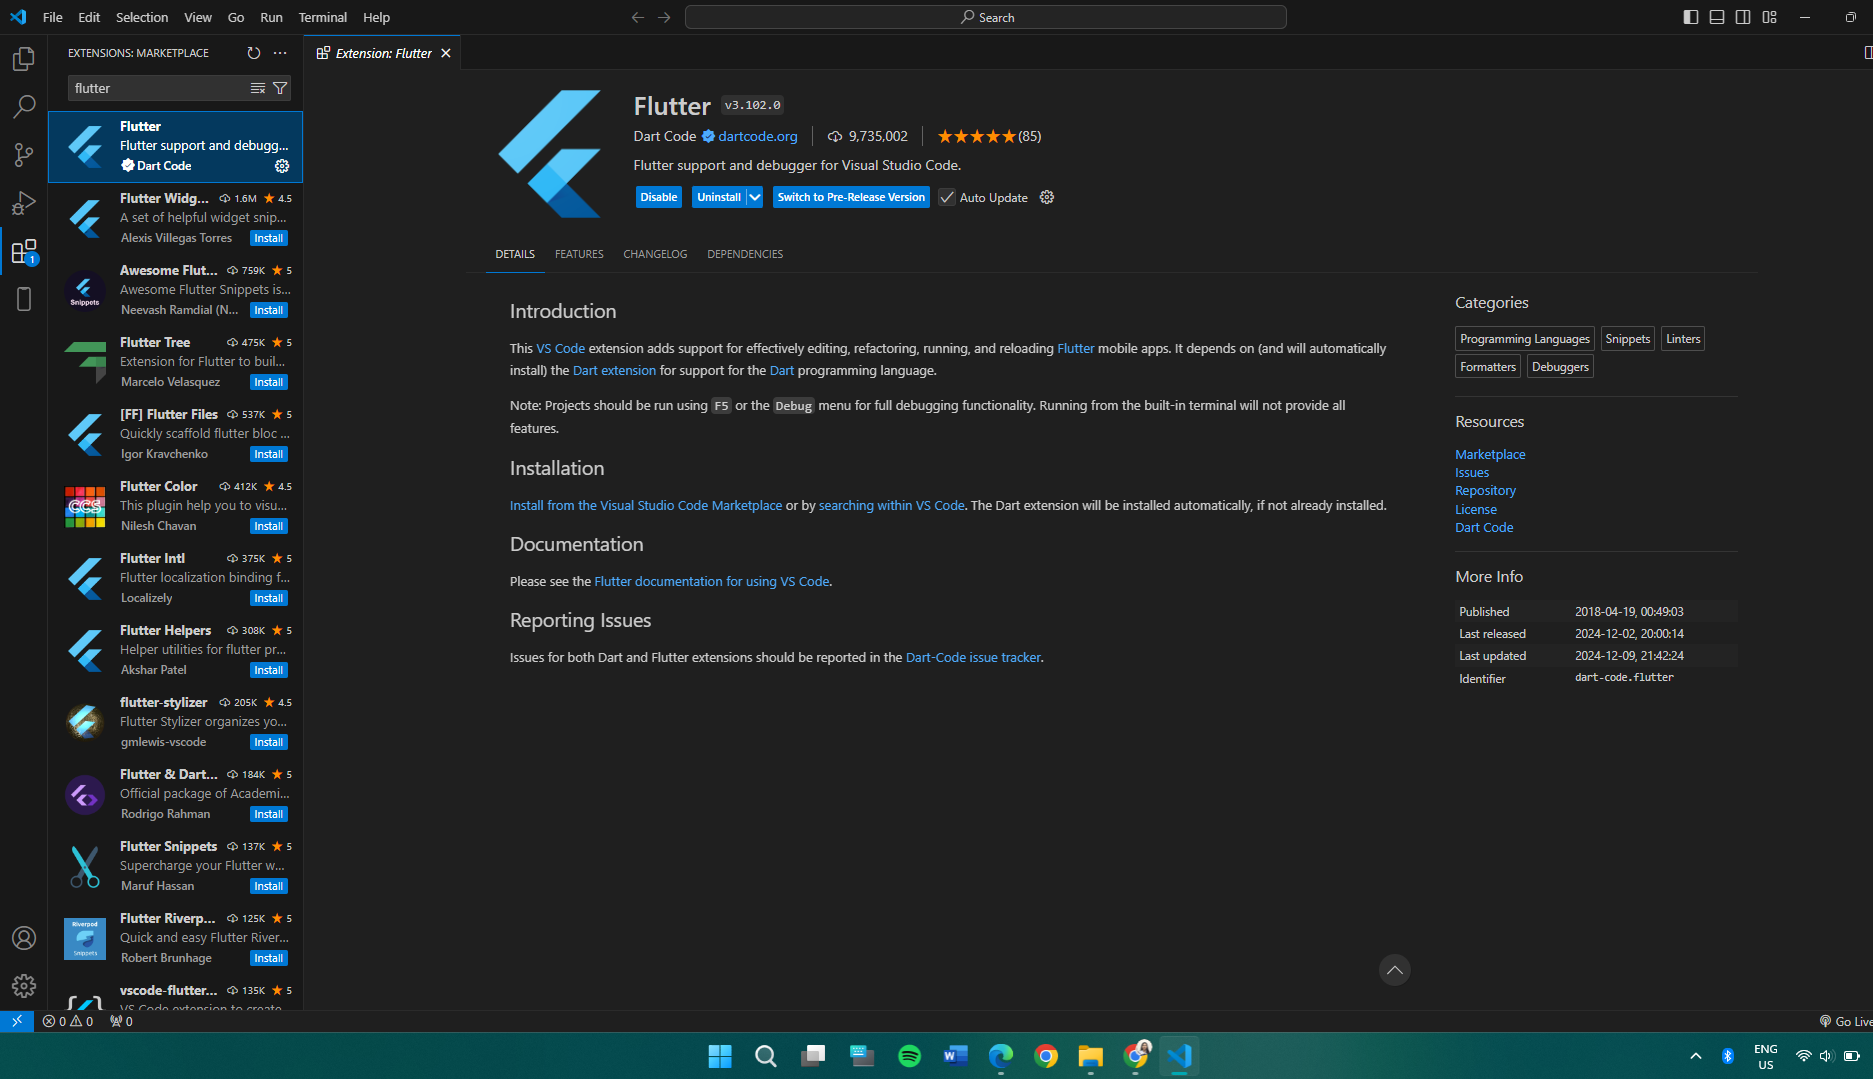 File Edit Selection View Go Run Terminal Help
Search
EXTENSIONS: MARKETPLACE
flutter
Flutter
Flutter support and debugg...
Dart Code
Flutter Widg... 1.6M 4.5
A set of helpful widget snip...
Alexis Villegas Torres Install
Snippets
Awesome Flut... 759K 5
Awesome Flutter Snippets is...
Neevash Ramdial (N... Install
Flutter Tree 475K 5
Extension for Flutter to buil...
Marcelo Velasquez Install
[FF] Flutter Files 537K 5
Quickly scaffold flutter bloc ...
Igor Kravchenko Install
CCS
Flutter Color 412K 4.5
This plugin help you to visu...
Nilesh Chavan Install
Flutter Intl 375K 5
Flutter localization binding f...
Localizely Install
Flutter Helpers 308K 5
Helper utilities for flutter pr...
Akshar Patel Install
flutter-stylizer 205K 4.5
Flutter Stylizer organizes yo...
gmlewis-vscode Install
Flutter & Dart... 184K 5
Official package of Academi...
Rodrigo Rahman Install
Flutter Snippets 137K 5
Supercharge your Flutter w...
Maruf Hassan Install
Riverpod
Snippets
Flutter Riverp... 125K 5
Quick and easy Flutter River...
Robert Brunhage Install
vscode-flutter... 135K 5
VS Code extension to create
1
Extension: Flutter
Flutter v3.102.0
Dart Code dartcode.org 9,735,002 (85)
Flutter support and debugger for Visual Studio Code.
Disable Uninstall Switch to Pre-Release Version Auto Update
DETAILS FEATURES CHANGELOG DEPENDENCIES
Introduction
This VS Code extension adds support for effectively editing, refactoring, running, and reloading Flutter mobile apps. It depends on (and will automatically
install) the Dart extension for support for the Dart programming language.
Note: Projects should be run using F5 or the Debug menu for full debugging functionality. Running from the built-in terminal will not provide all
features.
Installation
Install from the Visual Studio Code Marketplace or by searching within VS Code. The Dart extension will be installed automatically, if not already installed.
Documentation
Please see the Flutter documentation for using VS Code.
Reporting Issues
Issues for both Dart and Flutter extensions should be reported in the Dart-Code issue tracker.
Categories
Programming Languages Snippets Linters
Formatters Debuggers
Resources
Marketplace
Issues
Repository
License
Dart Code
More Info
Published 2018-04-19, 00:49:03
Last released 2024-12-02, 20:00:14
Last updated 2024-12-09, 21:42:24
Identifier dart-code.flutter
0 0 0
Go Live
W
ENG
US